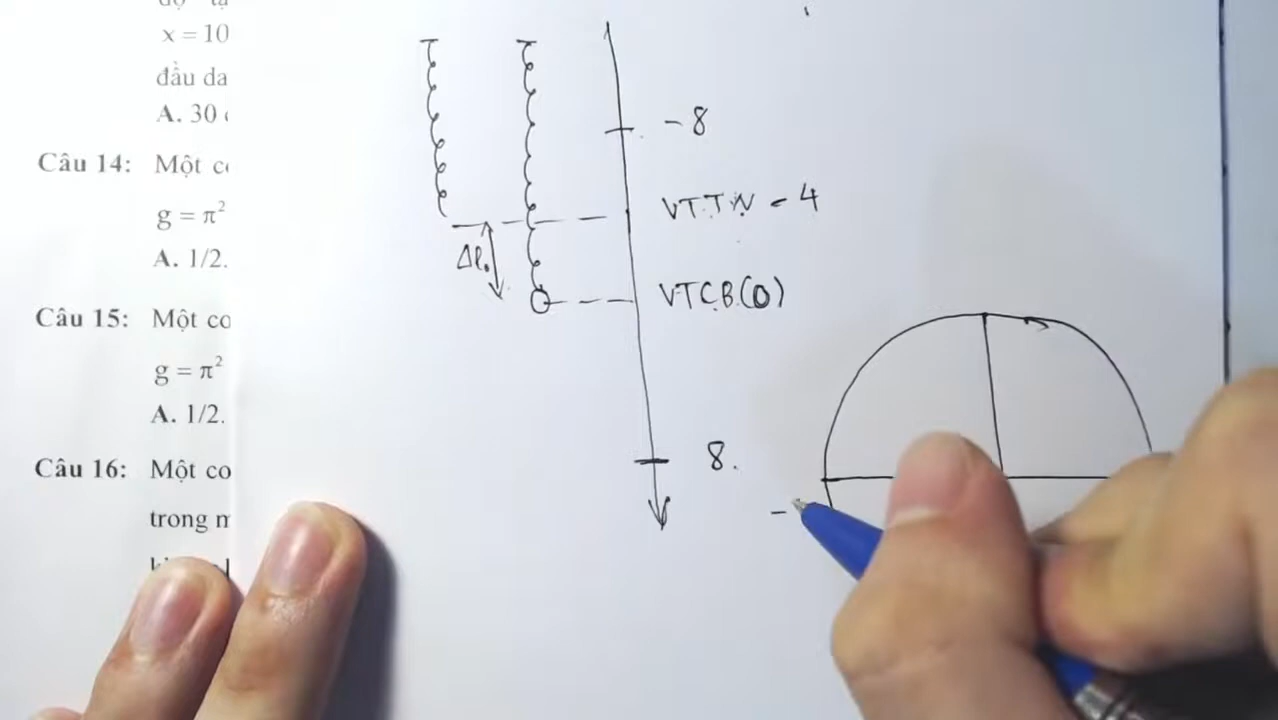 x = 10
đầu da
A. 30
Câu 14: Một
g = π²
A. 1/2.
Câu 15: Một co
g = π²
A. 1/2.
Câu 16: Một co
trong
-8
VTTN - 4
Δl₀
VTCB(0)
8.
-